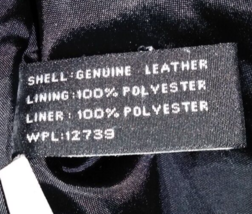 SHELL:GENUINE LEATHER
LINING:100% POLYESTER
LINER:100% POLYESTER
WPL:12739